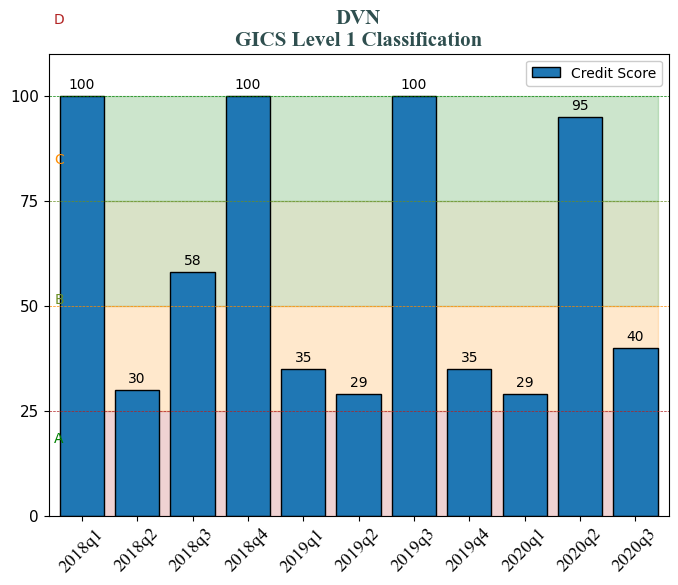 D
DVN
GICS Level 1 Classification
Credit Score
100
75
50
25
0
C
B
A
100
30
58
100
35
29
100
35
29
95
40
2018q1
2018q2
2018q3
2018q4
2019q1
2019q2
2019q3
2019q4
2020q1
2020q2
2020q3